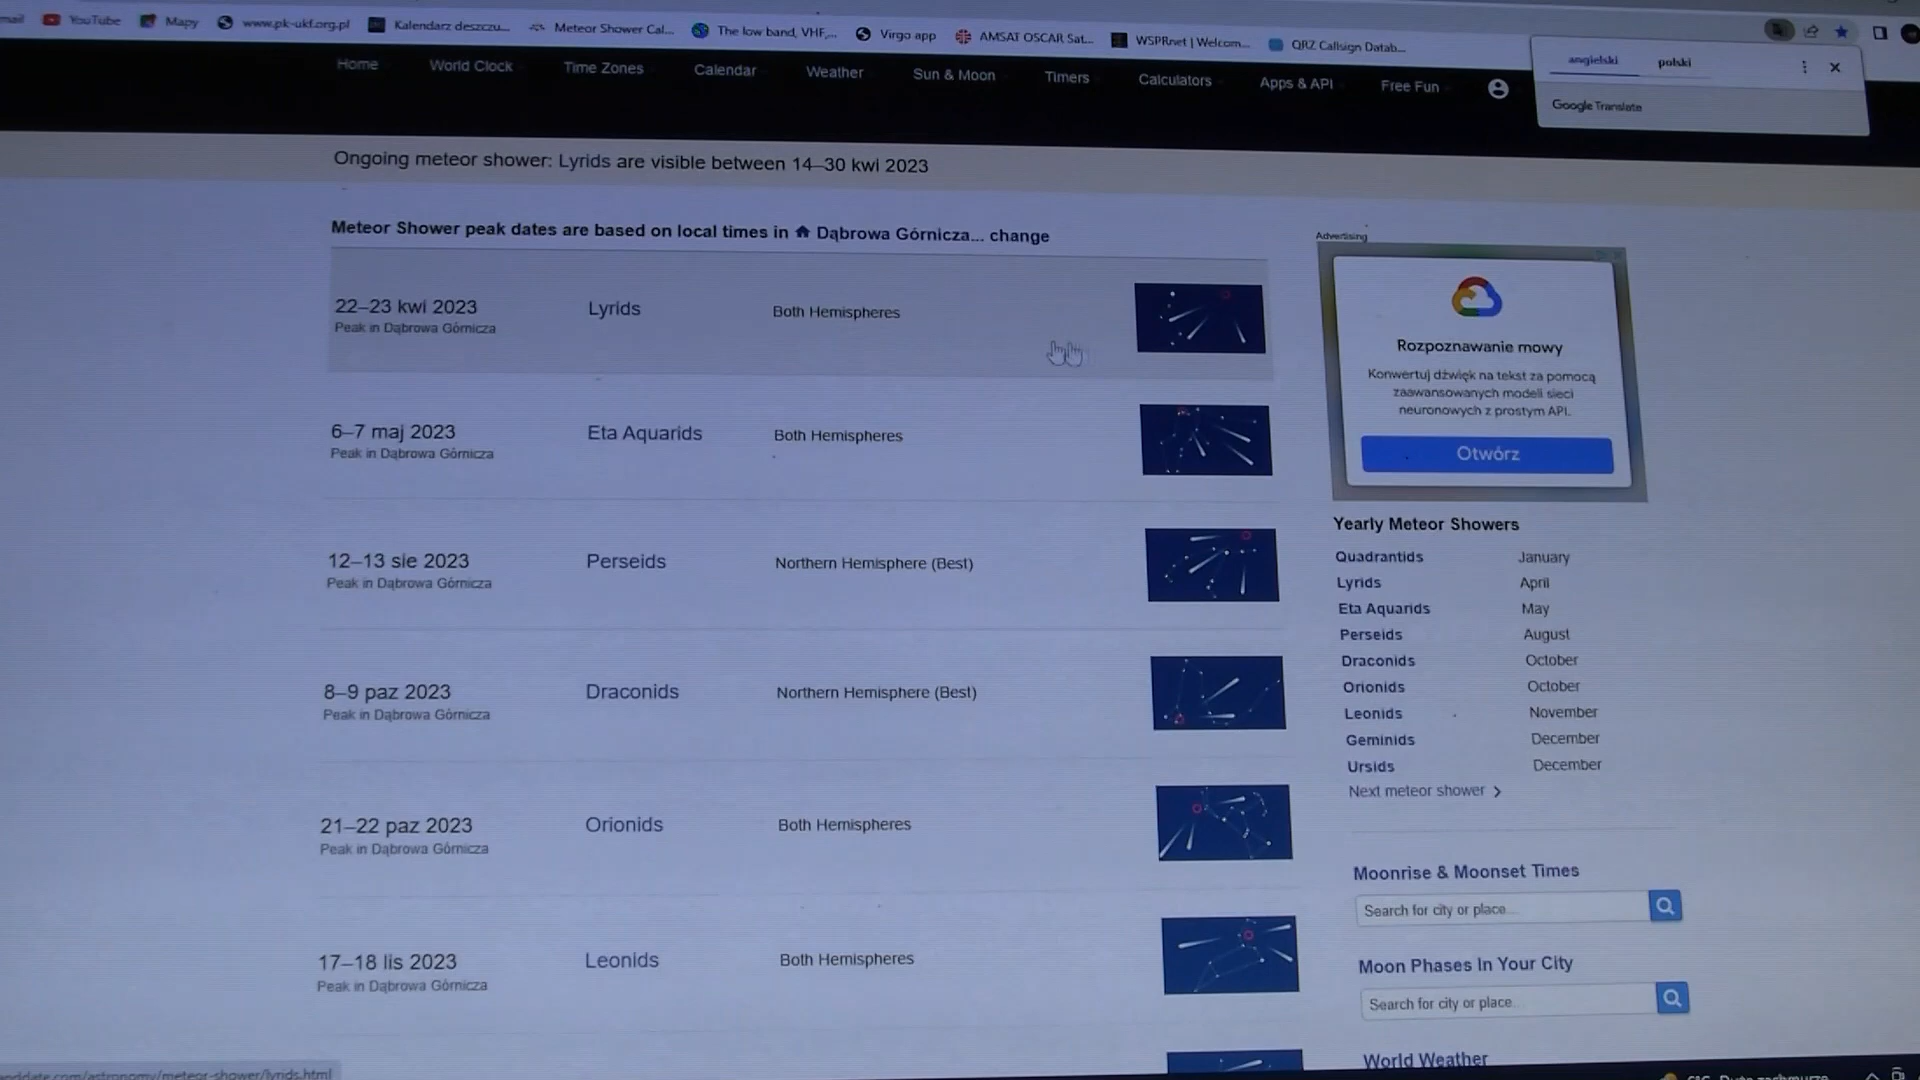 YouTube
Mapy
www.pk-ukf.org.pl
Kalendarz deszczu...
Meteor Shower Cal...
The low band, VHF,...
Virgo app
AMSAT OSCAR Sat...
WSPRnet | Welcom...
QRZ Callsign Datab...
angielski
polski
Google Translate
Home
World Clock
Time Zones
Calendar
Weather
Sun & Moon
Timers
Calculators
Apps & API
Free Fun
Ongoing meteor shower: Lyrids are visible between 14–30 kwi 2023
Meteor Shower peak dates are based on local times in Dąbrowa Górnicza... change
22–23 kwi 2023
Peak in Dąbrowa Górnicza
Lyrids
Both Hemispheres
6–7 maj 2023
Peak in Dąbrowa Górnicza
Eta Aquarids
Both Hemispheres
12–13 sie 2023
Peak in Dąbrowa Górnicza
Perseids
Northern Hemisphere (Best)
8–9 paz 2023
Peak in Dąbrowa Górnicza
Draconids
Northern Hemisphere (Best)
21–22 paz 2023
Peak in Dąbrowa Górnicza
Orionids
Both Hemispheres
17–18 lis 2023
Peak in Dąbrowa Górnicza
Leonids
Both Hemispheres
Advertising
Rozpoznawanie mowy
Konwertuj dźwięk na tekst za pomocą
zaawansowanych modeli sieci
neuronowych z prostym API.
Otwórz
Yearly Meteor Showers
Quadrantids January
Lyrids April
Eta Aquarids May
Perseids August
Draconids October
Orionids October
Leonids November
Geminids December
Ursids December
Next meteor shower
Moonrise & Moonset Times
Search for city or place...
Moon Phases In Your City
Search for city or place...
World Weather
anddate.com/astronomy/meteor-shower/lyrids.html